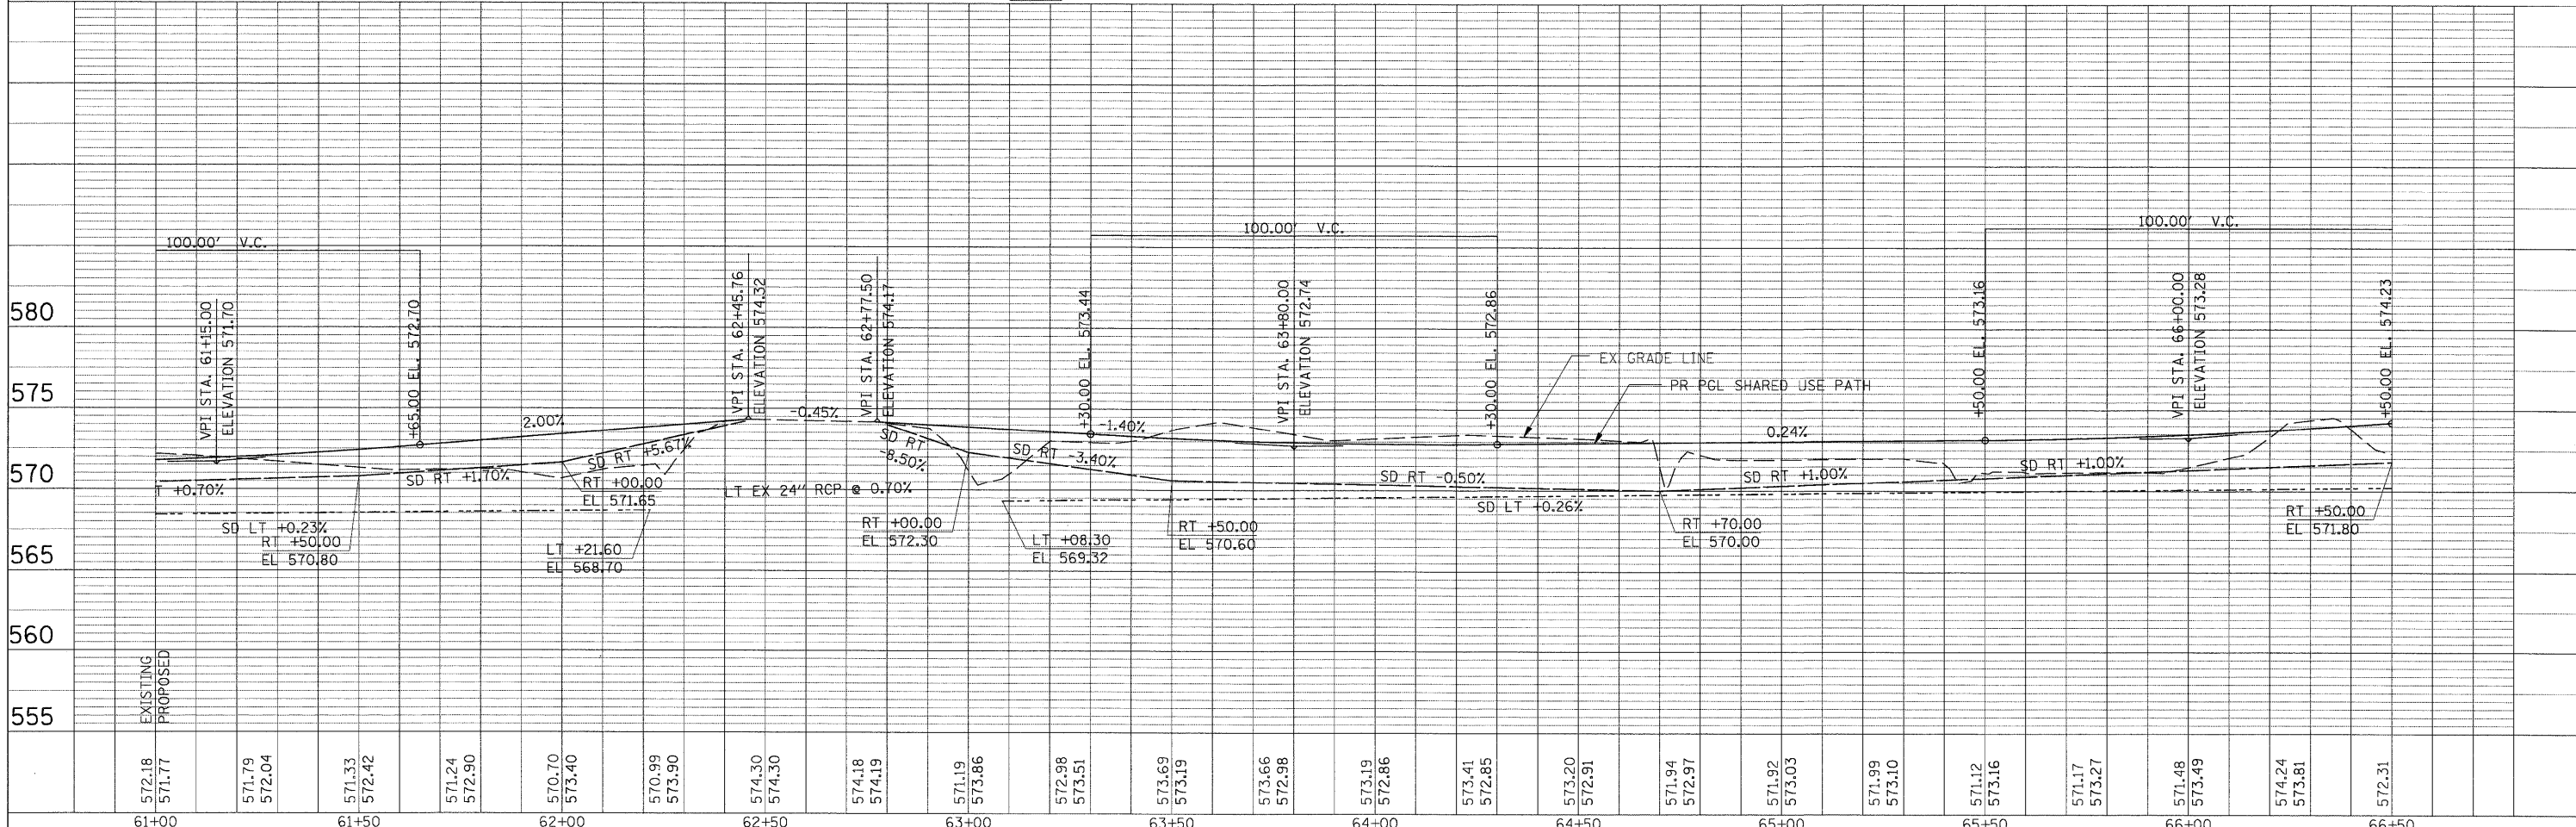 100.00' V.C.
100.00' V.C.
100.00' V.C.
580
575
570
565
560
555
VPI STA. 61+15.00
ELEVATION 571.70
+65.00 EL. 572.70
VPI STA. 62+45.76
ELEVATION 574.32
VPI STA. 62+77.50
ELEVATION 574.17
+30.00 EL. 573.44
VPI STA. 63+80.00
ELEVATION 572.74
+30.00 EL. 572.86
+50.00 EL. 573.16
VPI STA. 66+00.00
ELEVATION 573.28
+50.00 EL. 574.23
EX GRADE LINE
PR PGL SHARED USE PATH
2.00%
-0.45%
-1.40%
0.24%
T +0.70%
SD RT +1.70%
SD RT +5.67%
SD RT
-8.50%
SD RT -3.40%
SD RT -0.50%
SD RT +1.00%
SD RT +1.00%
LT EX 24" RCP @ 0.70%
SD LT +0.23%
SD LT +0.26%
RT +50.00
EL 570.80
RT +00.00
EL 571.65
LT +21.60
EL 568.70
RT +00.00
EL 572.30
LT +08.30
EL 569.32
RT +50.00
EL 570.60
RT +70.00
EL 570.00
RT +50.00
EL 571.80
EXISTING
PROPOSED
572.18
571.77
571.79
572.04
571.33
572.42
571.24
572.90
570.70
573.40
570.99
573.90
574.30
574.30
574.18
574.19
571.19
573.86
572.98
573.51
573.69
573.19
573.66
572.98
573.19
572.86
573.41
572.85
573.20
572.91
571.94
572.97
571.92
573.03
571.99
573.10
571.12
573.16
571.17
573.27
571.48
573.49
574.24
573.81
572.31
61+00
61+50
62+00
62+50
63+00
63+50
64+00
64+50
65+00
65+50
66+00
66+50